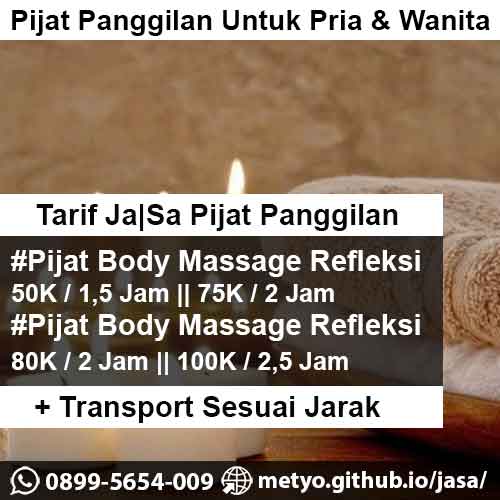 Pijat Panggilan Untuk Pria & Wanita
Tarif Ja|Sa Pijat Panggilan
#Pijat Body Massage Refleksi
50K / 1,5 Jam || 75K / 2 Jam
#Pijat Body Massage Refleksi
80K / 2 Jam || 100K / 2,5 Jam
+ Transport Sesuai Jarak
0899-5654-009 metyo.github.io/jasa/